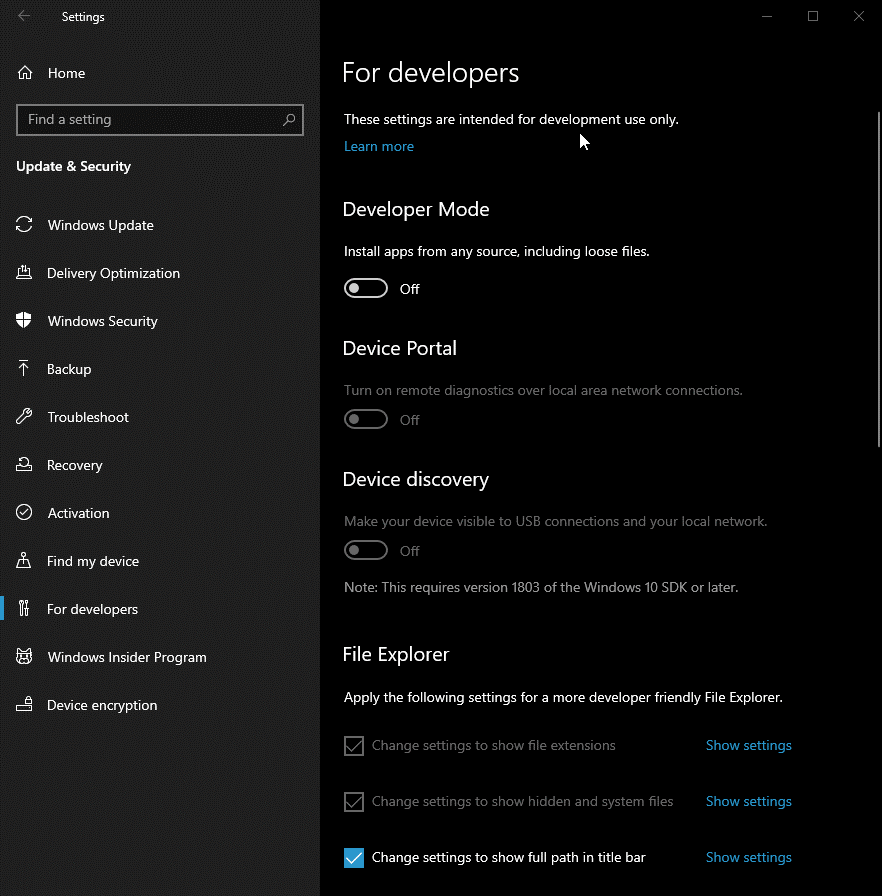 Settings
Home
Find a setting
Update & Security
Windows Update
Delivery Optimization
Windows Security
Backup
Troubleshoot
Recovery
Activation
Find my device
For developers
Windows Insider Program
Device encryption
For developers
These settings are intended for development use only.
Learn more
Developer Mode
Install apps from any source, including loose files.
Off
Device Portal
Turn on remote diagnostics over local area network connections.
Off
Device discovery
Make your device visible to USB connections and your local network.
Off
Note: This requires version 1803 of the Windows 10 SDK or later.
File Explorer
Apply the following settings for a more developer friendly File Explorer.
Change settings to show file extensions Show settings
Change settings to show hidden and system files Show settings
Change settings to show full path in title bar Show settings